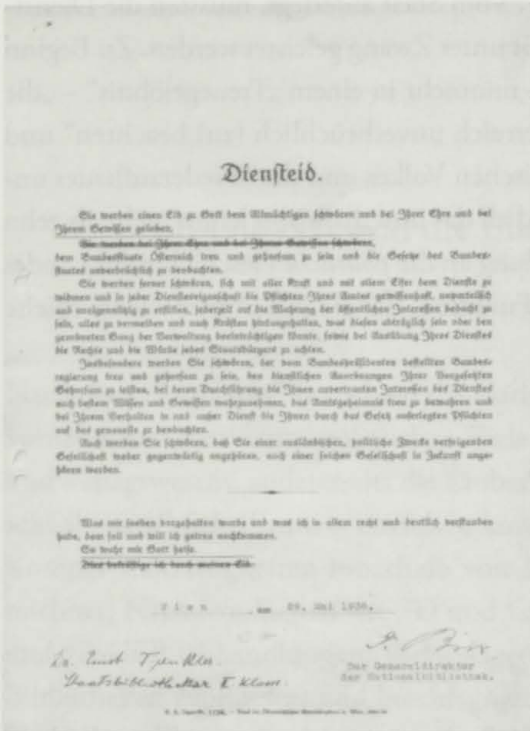 Diensteid.
Sie werden einen Eid zu Gott dem Allmächtigen schwören und bei Ihrer Ehre und bei
Ihrem Gewissen geloben,
Sie werden bei Ihrer Ehre und bei Ihrem Gewissen schwören,
dem Bundesstaate Österreich treu und gehorsam zu sein und die Gesetze des Bundes-
staates unverbrüchlich zu beobachten.
Sie werden ferner schwören, sich mit aller Kraft und mit allem Eifer dem Dienste zu
widmen und in jeder Diensteseigenschaft die Pflichten Ihres Amtes gewissenhaft, unparteiisch
und uneigennützig zu erfüllen, jederzeit auf die Wahrung der öffentlichen Interessen bedacht zu
sein, alles zu vermeiden und nach Kräften hintanzuhalten, was diesen abträglich sein oder den
geordneten Gang der Verwaltung beeinträchtigen könnte, sowie bei Ausübung Ihres Dienstes
die Rechte und die Würde jedes Staatsbürgers zu achten.
Insbesondere werden Sie schwören, der vom Bundespräsidenten bestellten Bundes-
regierung treu und gehorsam zu sein, den dienstlichen Anordnungen Ihrer Vorgesetzten
Gehorsam zu leisten, bei deren Durchführung die Ihnen anvertrauten Interessen des Dienstes
nach bestem Wissen und Gewissen wahrzunehmen, das Amtsgeheimnis treu zu bewahren und
bei Ihrem Verhalten in und außer Dienst die Ihnen durch das Gesetz auferlegten Pflichten
auf das genaueste zu beobachten.
Auch werden Sie schwören, daß Sie einer ausländischen, politische Zwecke verfolgenden
Gesellschaft weder gegenwärtig angehören, noch einer solchen Gesellschaft in Zukunft ange-
hören werden.
Was mir soeben vorgehalten wurde und was ich in allem recht und deutlich verstanden
habe, dem soll und will ich getreu nachkommen.
So wahr mir Gott helfe.
Dies bekräftige ich durch meinen Eid.
Wien, am 29. Mai 1936.
Dr. Ernst
Staatsbibliothekar II. Klasse.
Der Generaldirektor
der Nationalbibliothek.